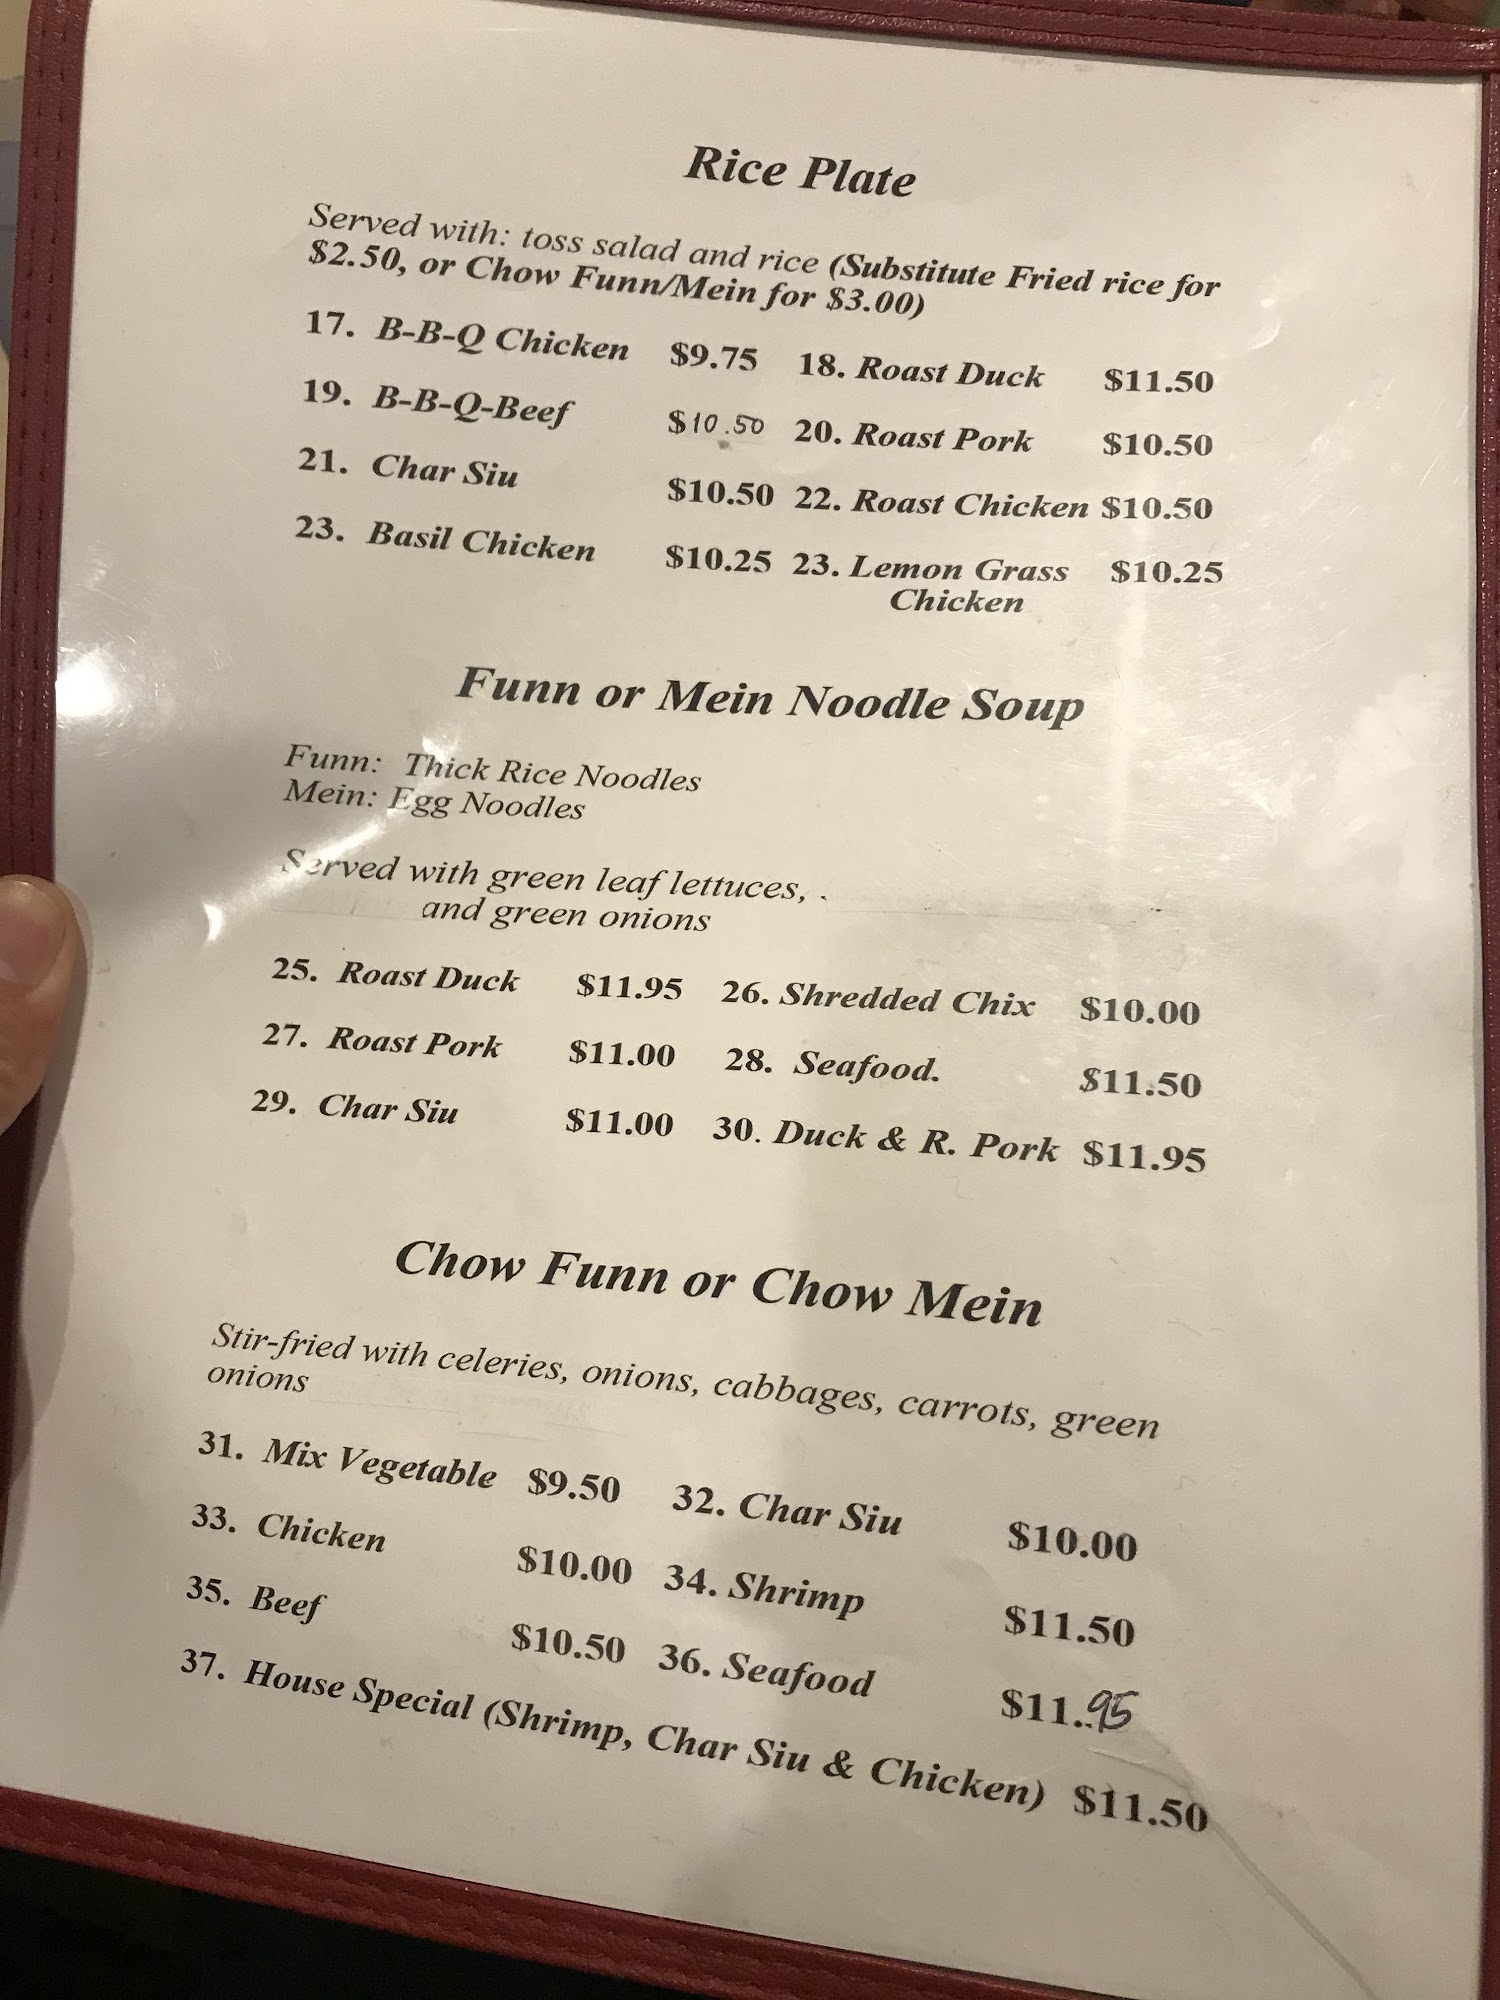 Rice Plate
Served with: toss salad and rice (Substitute Fried rice for
$2.50, or Chow Funn/Mein for $3.00)
17. B-B-Q Chicken $9.75 18. Roast Duck $11.50
19. B-B-Q-Beef $10.50 20. Roast Pork $10.50
21. Char Siu $10.50 22. Roast Chicken $10.50
23. Basil Chicken $10.25 23. Lemon Grass $10.25
Chicken
Funn or Mein Noodle Soup
Funn: Thick Rice Noodles
Mein: Egg Noodles
Served with green leaf lettuces,
and green onions
25. Roast Duck $11.95 26. Shredded Chix $10.00
27. Roast Pork $11.00 28. Seafood. $11.50
29. Char Siu $11.00 30. Duck & R. Pork $11.95
Chow Funn or Chow Mein
Stir-fried with celeries, onions, cabbages, carrots, green
onions
31. Mix Vegetable $9.50 32. Char Siu $10.00
33. Chicken $10.00 34. Shrimp $11.50
35. Beef $10.50 36. Seafood $11.95
37. House Special (Shrimp, Char Siu & Chicken) $11.50